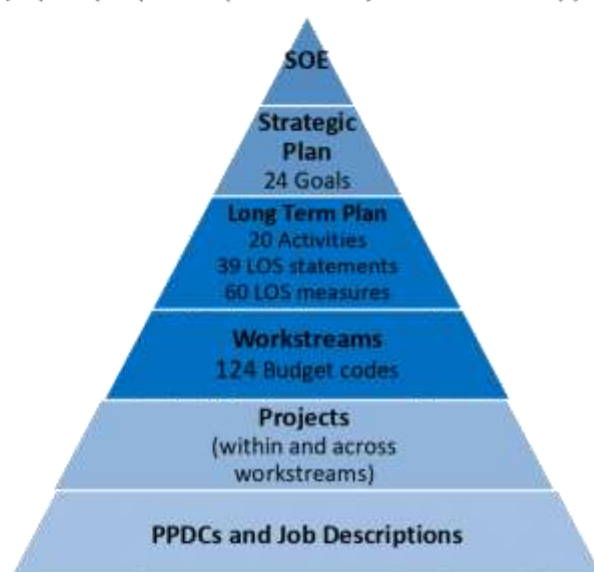 SOE
Strategic
Plan
24 Goals
Long Term Plan
20 Activities
39 LOS statements
60 LOS measures
Workstreams
124 Budget codes
Projects
(within and across
workstreams)
PPDCs and Job Descriptions